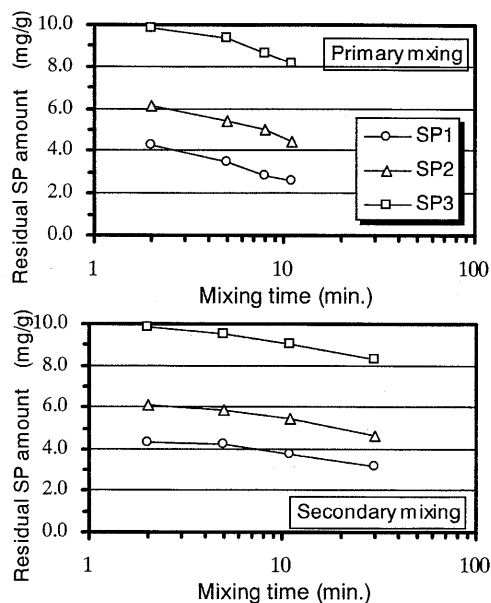 Residual SP amount (mg/g)
10.0
8.0
6.0
4.0
2.0
0.0
Primary mxing
SP1
SP2
SP3
1
10
100
Mixing time (min.)
Residual SP amount (mg/g)
10.0
8.0
6.0
4.0
2.0
0.0
Secondary mixing
1
10
100
Mixing time (min.)